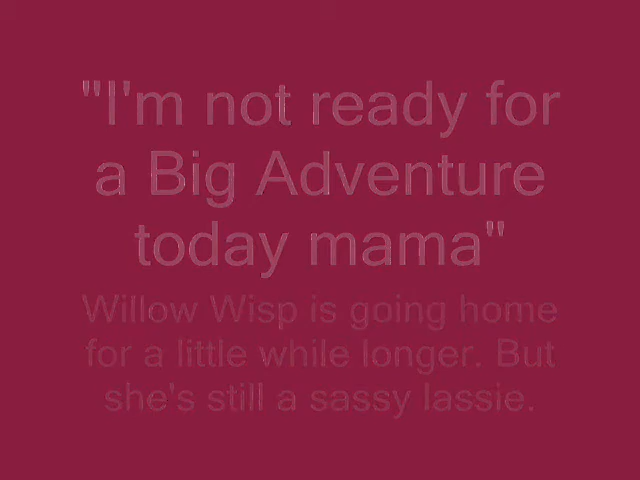 "I'm not ready for
a Big Adventure
today mama"
Willow Wisp is going home
for a little while longer. But
she's still a sassy lassie.